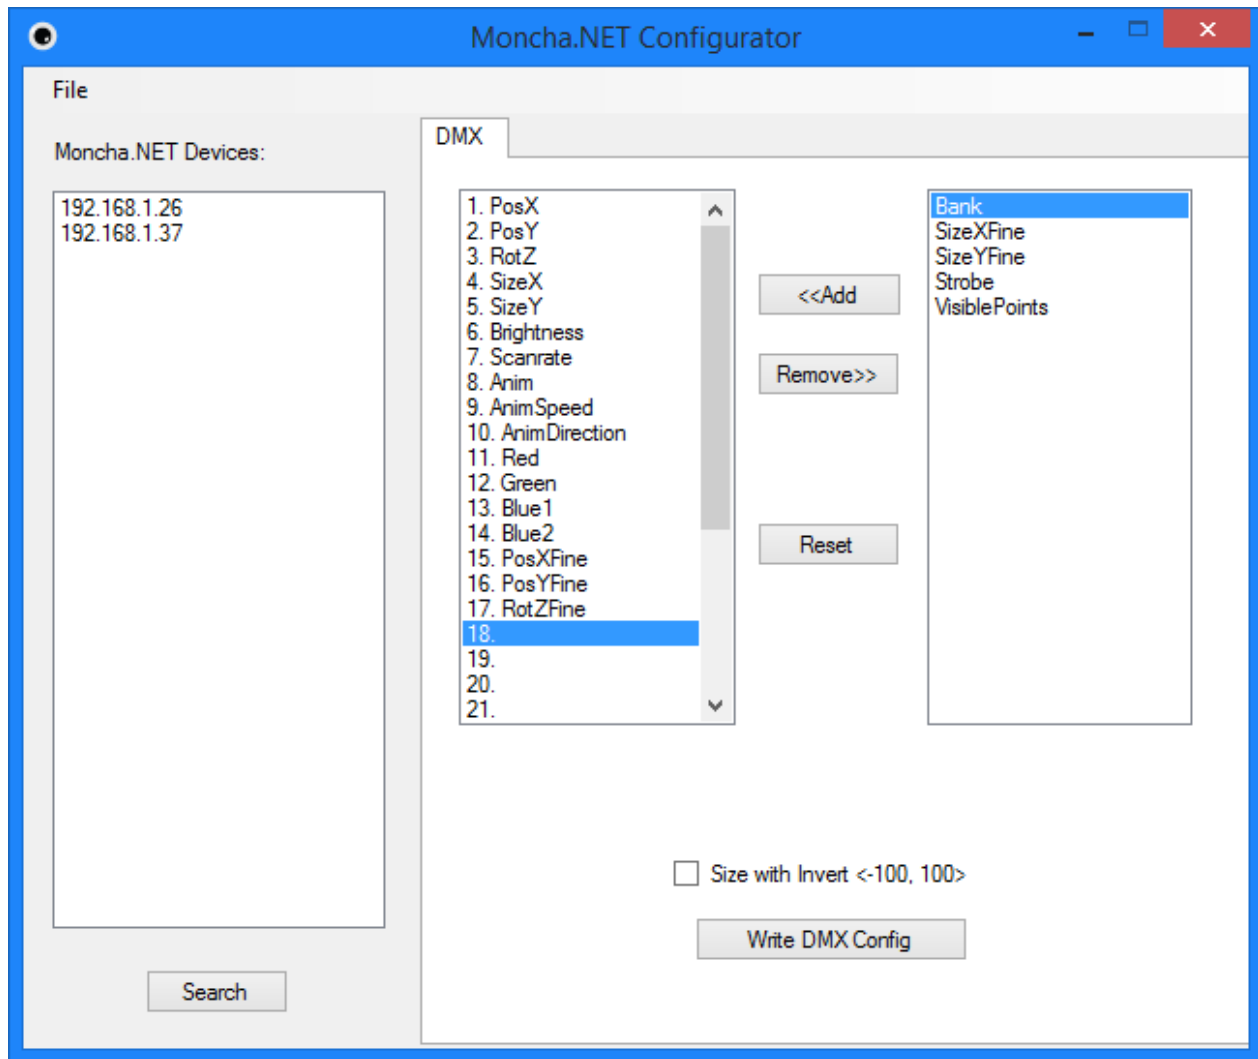 Moncha.NET Configurator
File
Moncha.NET Devices:
192.168.1.26
192.168.1.37
Search
DMX
1. PosX
2. PosY
3. RotZ
4. SizeX
5. SizeY
6. Brightness
7. Scanrate
8. Anim
9. AnimSpeed
10. AnimDirection
11. Red
12. Green
13. Blue1
14. Blue2
15. PosXFine
16. PosYFine
17. RotZFine
18.
19.
20.
21.
<<Add
Remove>>
Reset
Bank
SizeXFine
SizeYFine
Strobe
VisiblePoints
Size with Invert <-100, 100>
Write DMX Config